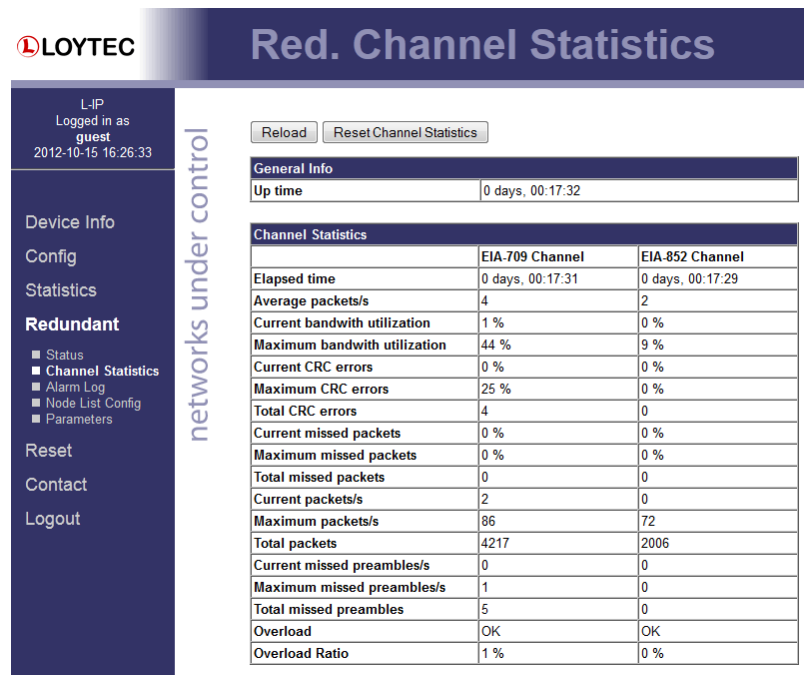 LOYTEC
Red. Channel Statistics
L-IP
Logged in as
guest
2012-10-15 16:26:33
Device Info
Config
Statistics
Redundant
Status
Channel Statistics
Alarm Log
Node List Config
Parameters
Reset
Contact
Logout
networks under control
Reload Reset Channel Statistics
General Info
Up time 0 days, 00:17:32
Channel Statistics
EIA-709 Channel EIA-852 Channel
Elapsed time 0 days, 00:17:31 0 days, 00:17:29
Average packets/s 4 2
Current bandwith utilization 1 % 0 %
Maximum bandwith utilization 44 % 9 %
Current CRC errors 0 % 0 %
Maximum CRC errors 25 % 0 %
Total CRC errors 4 0
Current missed packets 0 % 0 %
Maximum missed packets 0 % 0 %
Total missed packets 0 0
Current packets/s 2 0
Maximum packets/s 86 72
Total packets 4217 2006
Current missed preambles/s 0 0
Maximum missed preambles/s 1 0
Total missed preambles 5 0
Overload OK OK
Overload Ratio 1 % 0 %